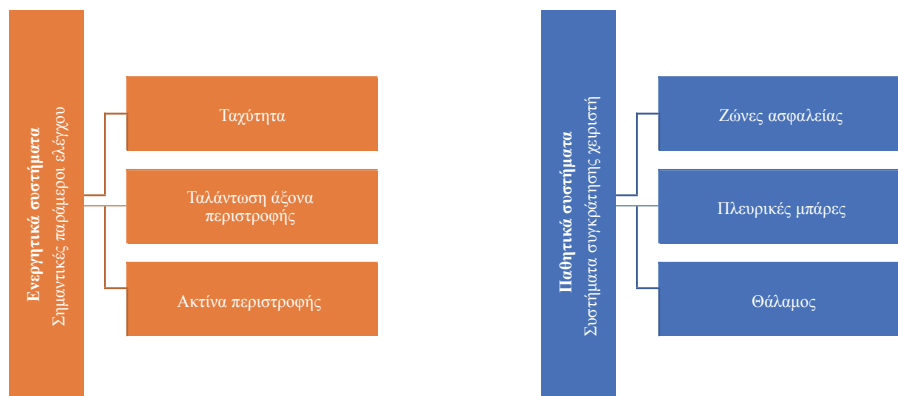 Ενεργητικά συστήματα
Σημαντικές παράμεροι ελέγχου
Ταχύτητα
Ταλάντωση άξονα
περιστροφής
Ακτίνα περιστροφής
Παθητικά συστήματα
Συστήματα συγκράτησης χειριστή
Ζώνες ασφαλείας
Πλευρικές μπάρες
Θάλαμος